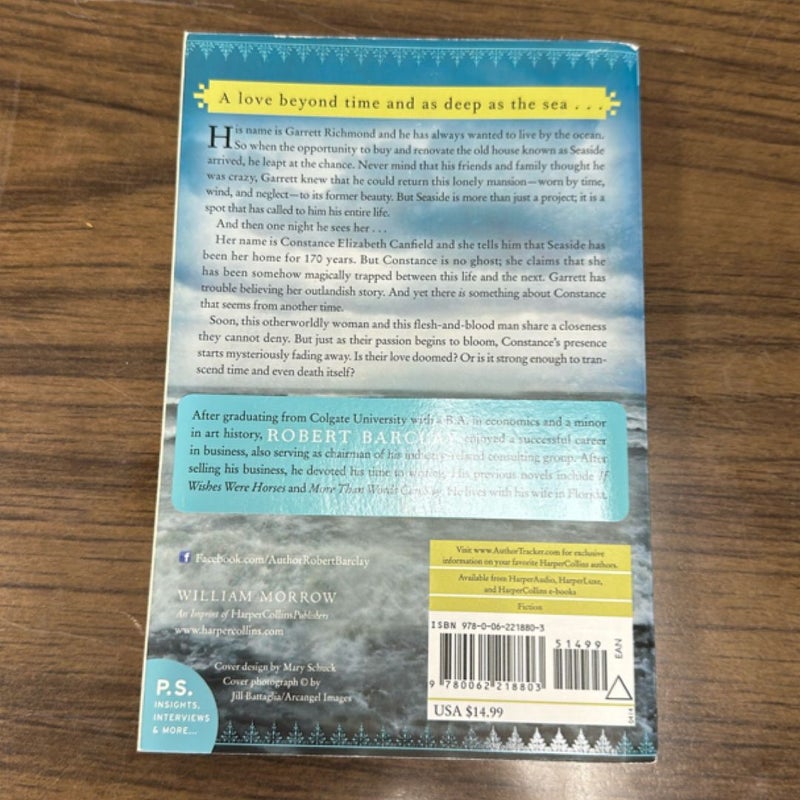 A love beyond time and as deep as the sea . . .
His name is Garrett Richmond and he has always wanted to live by the ocean.
So when the opportunity to buy and renovate the old house known as Seaside
arrived, he leapt at the chance. Never mind that his friends and family thought he
was crazy, Garrett knew that he could return this lonely mansion—worn by time,
wind, and neglect—to its former beauty. But Seaside is more than just a project; it is a
spot that has called to him his entire life.
And then one night he sees her . . .
Her name is Constance Elizabeth Canfield and she tells him that Seaside has
been her home for 170 years. But Constance is no ghost; she claims that she
has been somehow magically trapped between this life and the next. Garrett has
trouble believing her outlandish story. And yet there is something about Constance
that seems from another time.
Soon, this otherworldly woman and this flesh-and-blood man share a closeness
they cannot deny. But just as their passion begins to bloom, Constance's presence
starts mysteriously fading away. Is their love doomed? Or is it strong enough to tran-
scend time and even death itself?
After graduating from Colgate University with a B.A. in economics and a minor
in art history, ROBERT BARCLAY enjoyed a successful career
in business, also serving as chairman of his industry-related consulting group. After
selling his business, he devoted his time to writing. His previous novels include If
Wishes Were Horses and More Than Words Can Say. He lives with his wife in Florida.
f Facebook.com/AuthorRobertBarclay
WILLIAM MORROW
An Imprint of HarperCollinsPublishers
www.harpercollins.com
Cover design by Mary Schuck
Cover photograph © by
Jill Battaglia/Arcangel Images
P.S.
INSIGHTS,
INTERVIEWS
& MORE...
Visit www.AuthorTracker.com for exclusive
information on your favorite HarperCollins authors.
Available from HarperAudio, HarperLuxe,
and HarperCollins e-books
Fiction
ISBN 978-0-06-221880-3
51499
EAN
9 780062 218803
USA $14.99